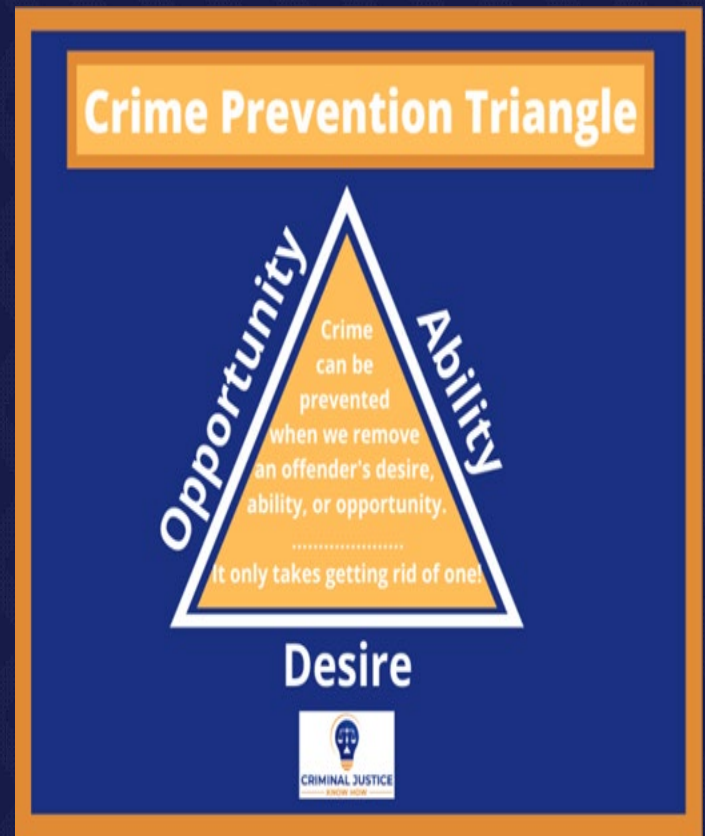 Crime Prevention Triangle
Opportunity
Ability
Crime
can be
prevented
when we remove
an offender's desire,
ability, or opportunity.
....................
It only takes getting rid of one!
Desire
CRIMINAL JUSTICE
KNOW HOW